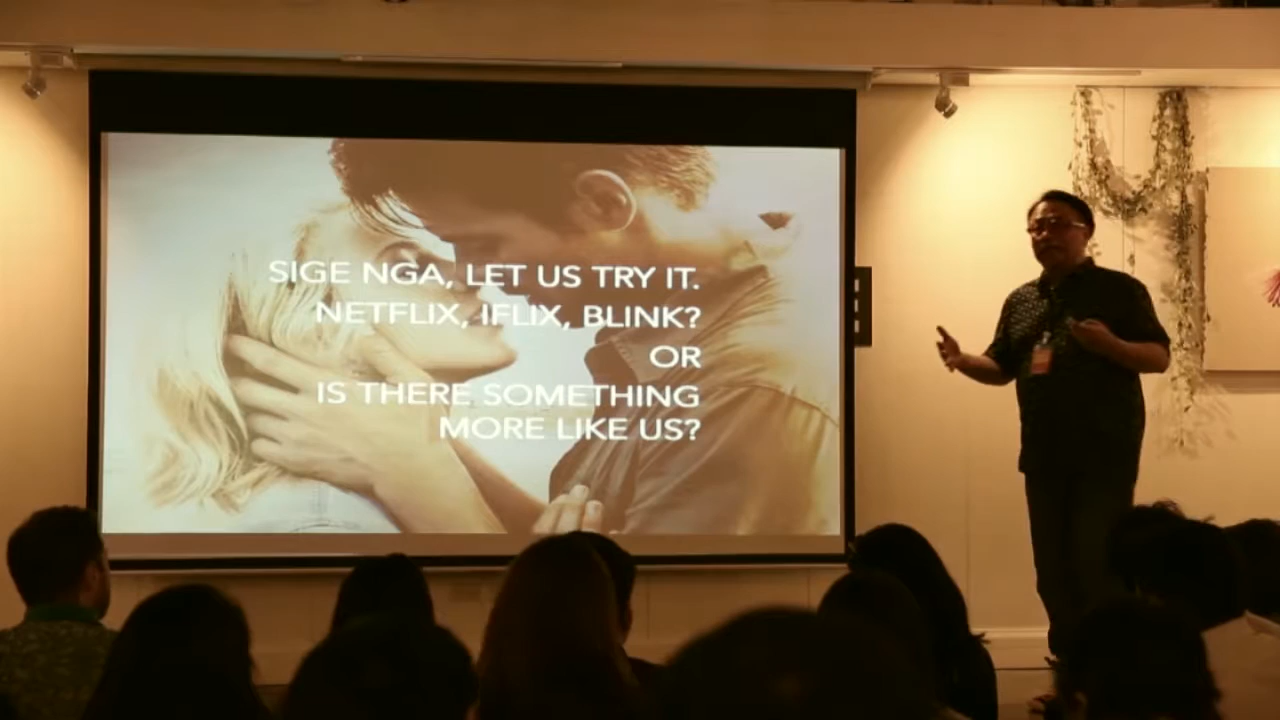 SIGE NGA, LET US TRY IT.
NETFLIX, IFLIX, BLINK?
OR
IS THERE SOMETHING
MORE LIKE US?